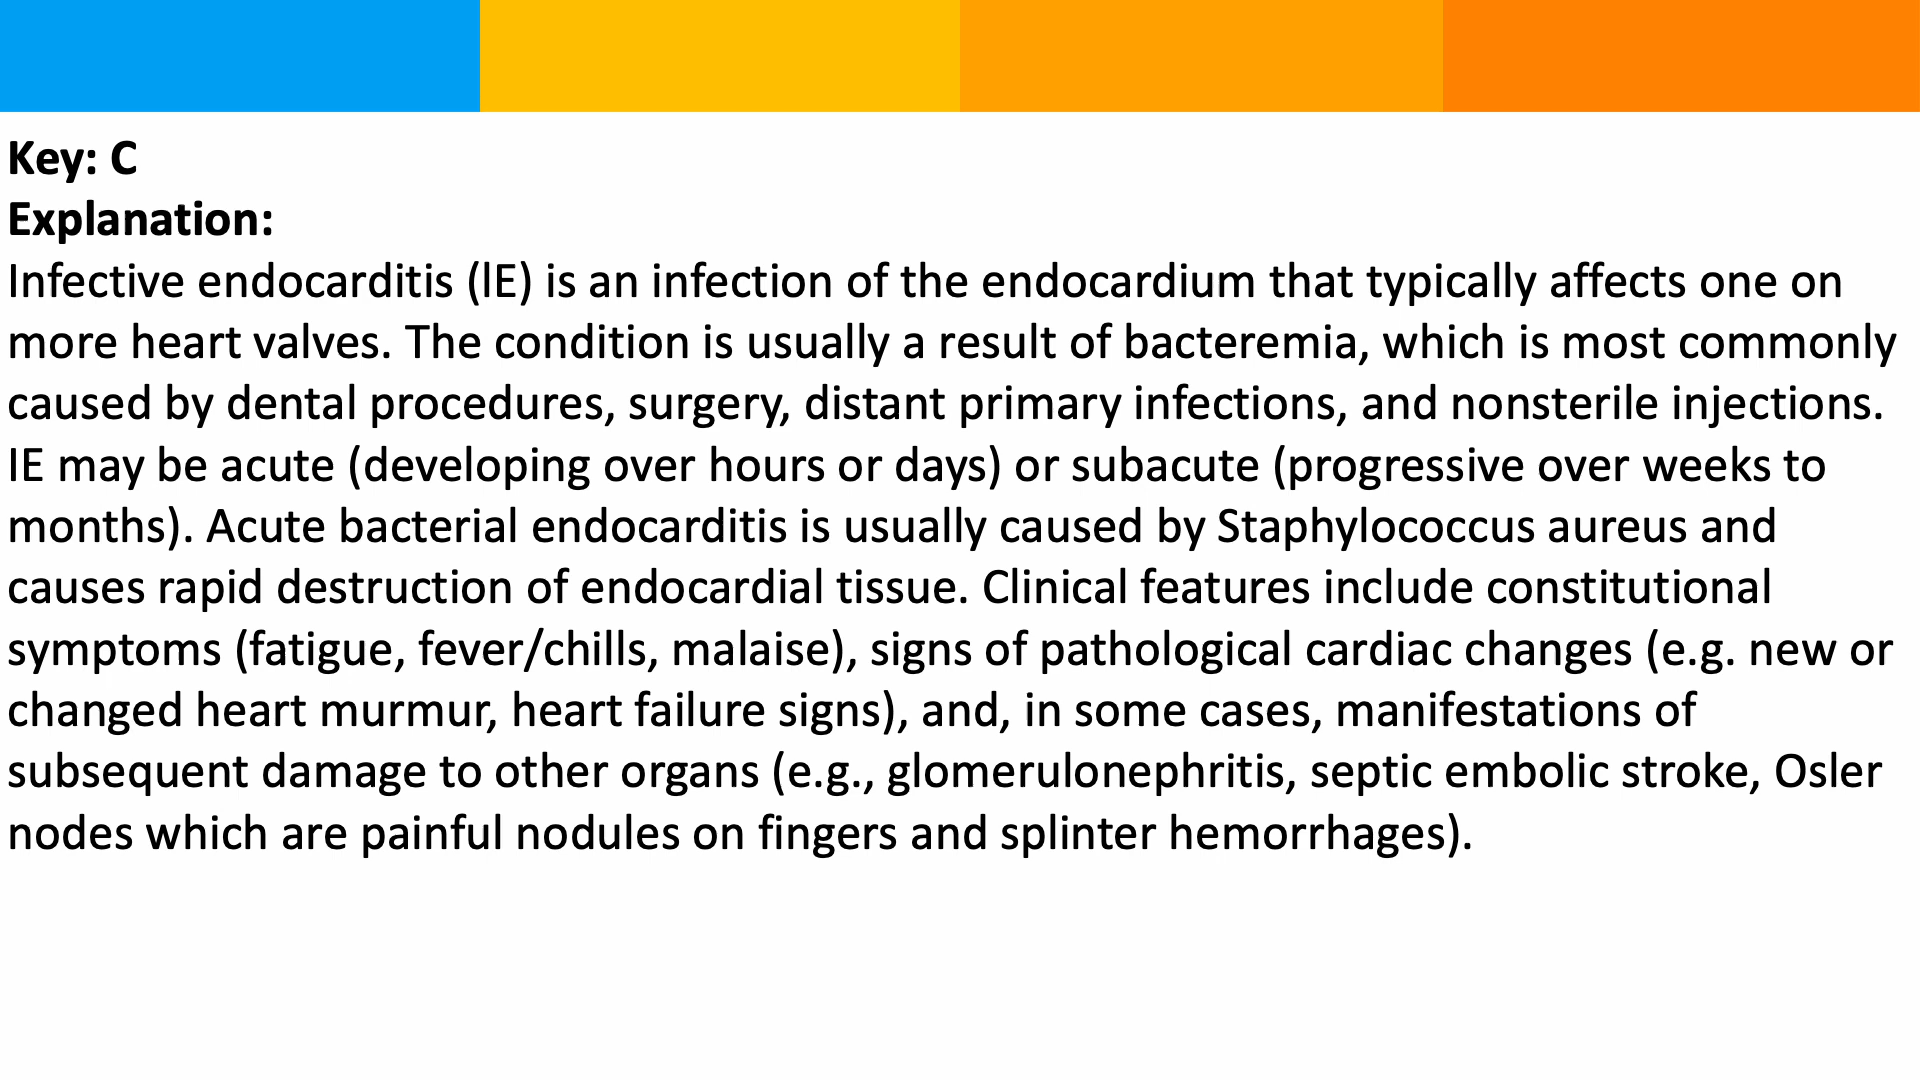 Key: C
Explanation:
Infective endocarditis (lE) is an infection of the endocardium that typically affects one on
more heart valves. The condition is usually a result of bacteremia, which is most commonly
caused by dental procedures, surgery, distant primary infections, and nonsterile injections.
IE may be acute (developing over hours or days) or subacute (progressive over weeks to
months). Acute bacterial endocarditis is usually caused by Staphylococcus aureus and
causes rapid destruction of endocardial tissue. Clinical features include constitutional
symptoms (fatigue, fever/chills, malaise), signs of pathological cardiac changes (e.g. new or
changed heart murmur, heart failure signs), and, in some cases, manifestations of
subsequent damage to other organs (e.g., glomerulonephritis, septic embolic stroke, Osler
nodes which are painful nodules on fingers and splinter hemorrhages).